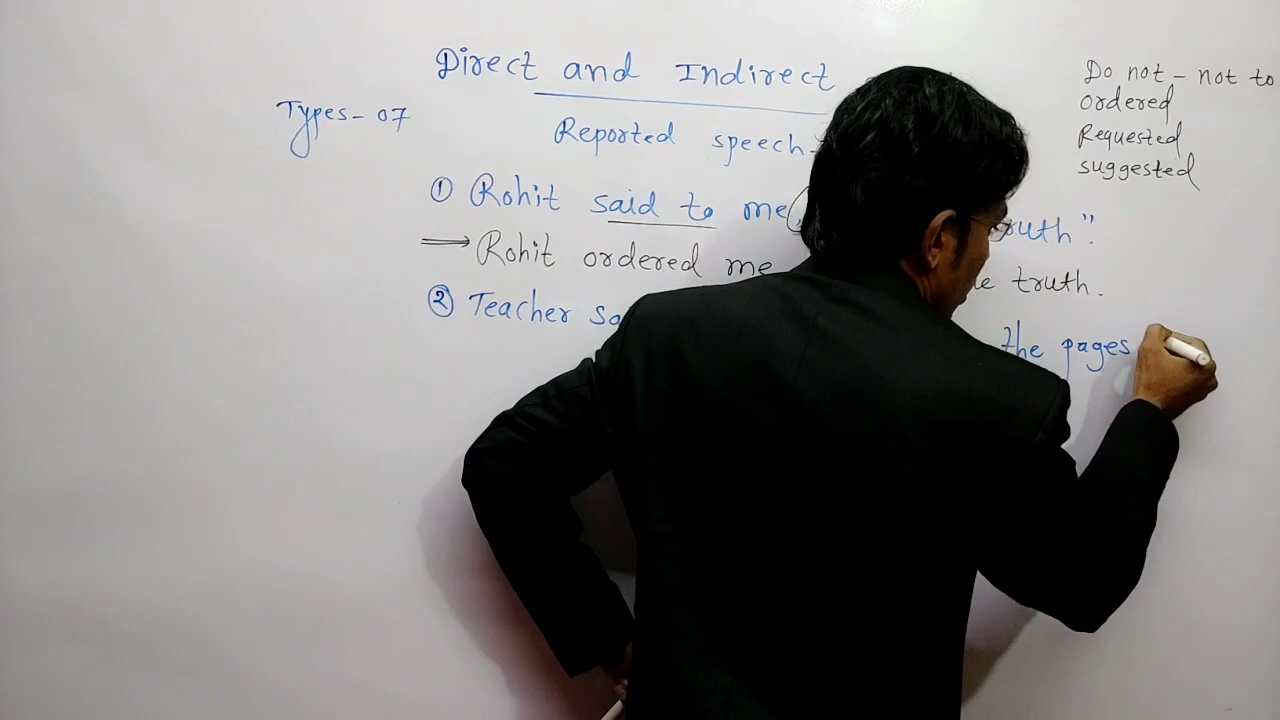 Direct and Indirect
Types- 07
Reported speech-
① Rohit said to me, truth".
⟹ Rohit ordered me the truth.
② Teacher the pages
Do not - not to
ordered
Requested
suggested